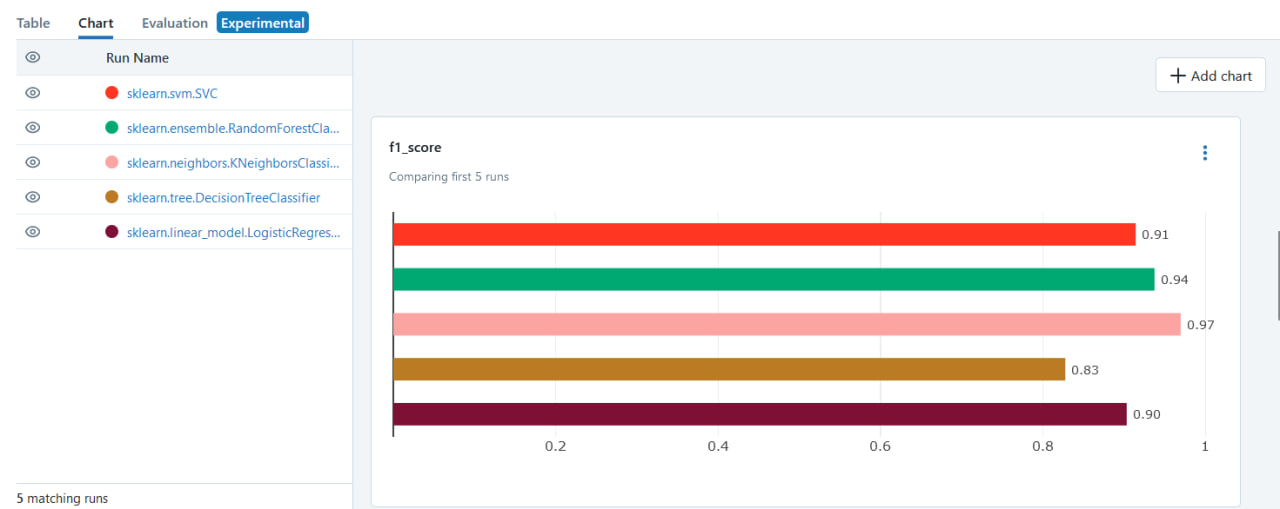 Table Chart Evaluation Experimental
Run Name
sklearn.svm.SVC
sklearn.ensemble.RandomForestCla...
sklearn.neighbors.KNeighborsClassi...
sklearn.tree.DecisionTreeClassifier
sklearn.linear_model.LogisticRegres...
5 matching runs
+ Add chart
f1_score
Comparing first 5 runs
0.91
0.94
0.97
0.83
0.90
0.2 0.4 0.6 0.8 1